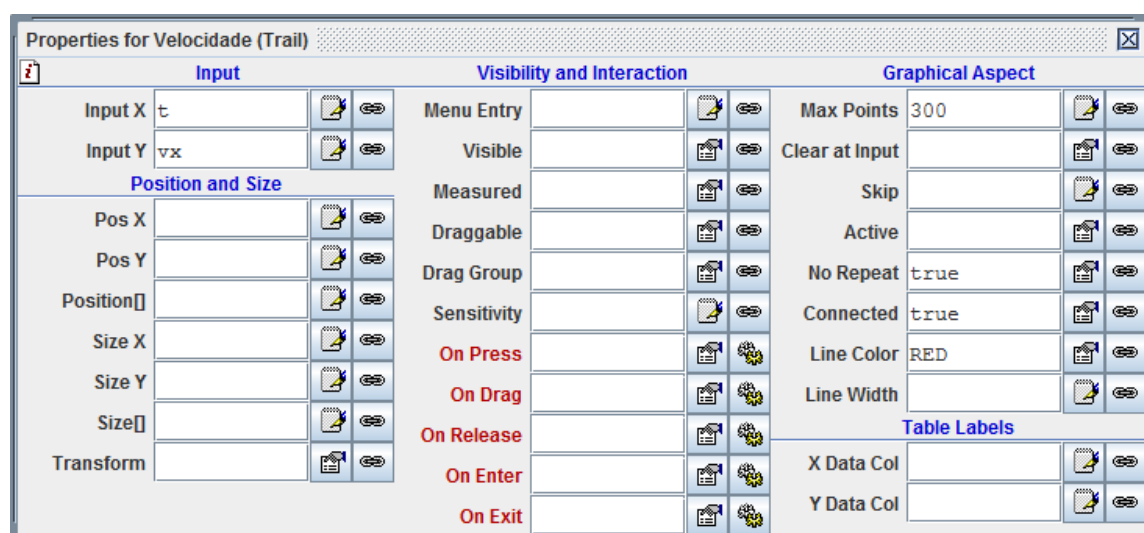 Properties for Velocidade (Trail)
Input
Input X t
Input Y vx
Position and Size
Pos X
Pos Y
Position[]
Size X
Size Y
Size[]
Transform
Visibility and Interaction
Menu Entry
Visible
Measured
Draggable
Drag Group
Sensitivity
On Press
On Drag
On Release
On Enter
On Exit
Graphical Aspect
Max Points 300
Clear at Input
Skip
Active
No Repeat true
Connected true
Line Color RED
Line Width
Table Labels
X Data Col
Y Data Col